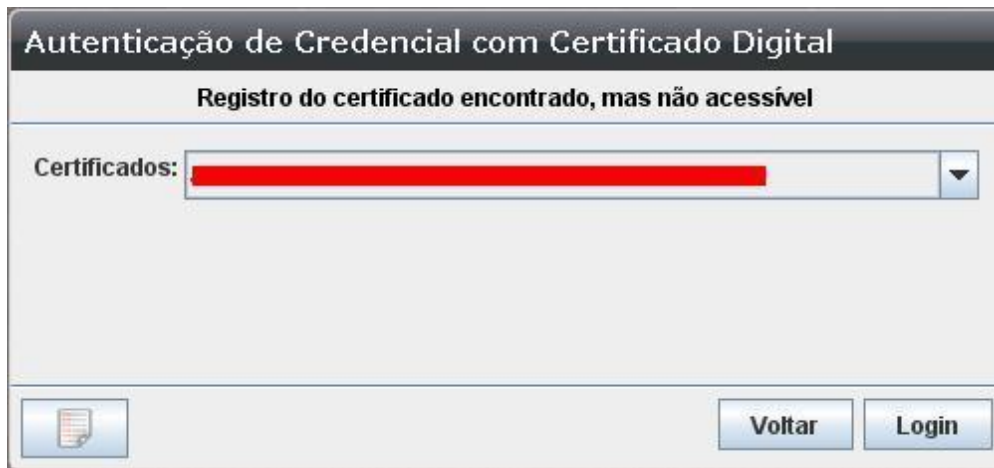 Autenticação de Credencial com Certificado Digital
Registro do certificado encontrado, mas não acessível
Certificados:
Voltar
Login